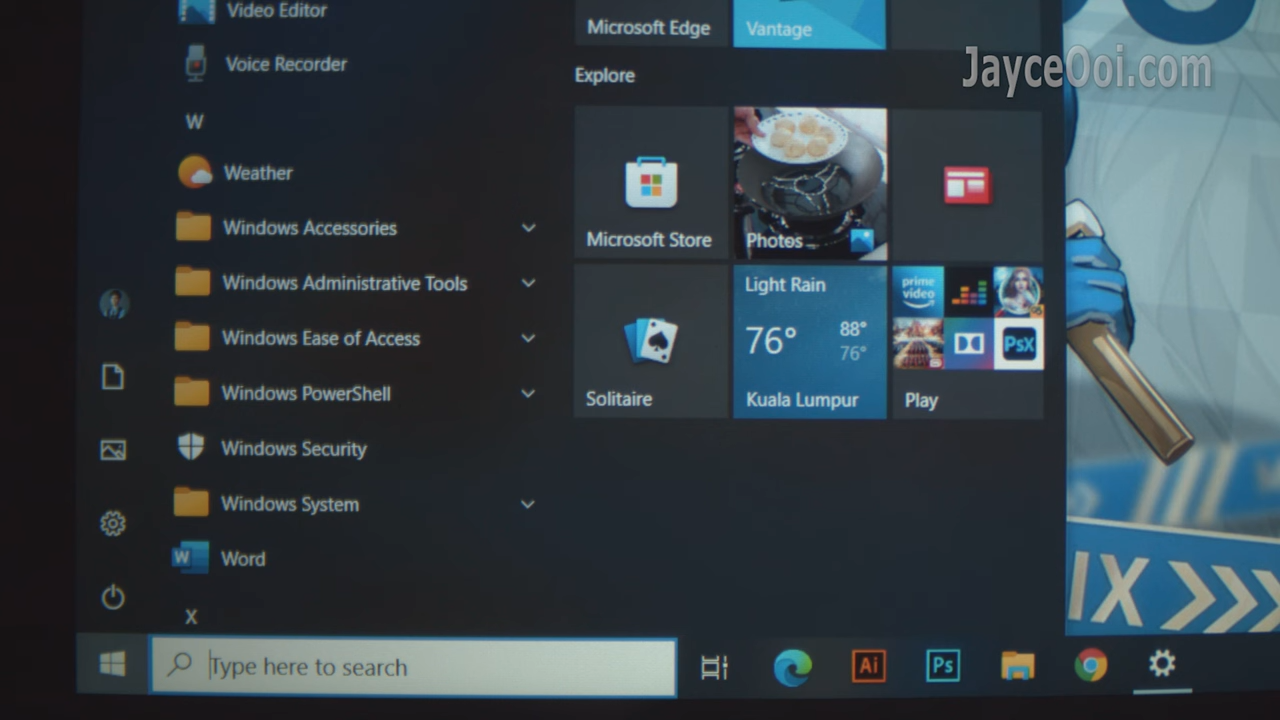 Video Editor
Voice Recorder
W
Weather
Windows Accessories
Windows Administrative Tools
Windows Ease of Access
Windows PowerShell
Windows Security
Windows System
W
Word
X
Microsoft Edge
Vantage
Explore
Microsoft Store
Photos
Solitaire
Light Rain
76°
88°
76°
Kuala Lumpur
prime
video
PsX
Play
JayceOoi.com
IX
Type here to search
Ai
Ps